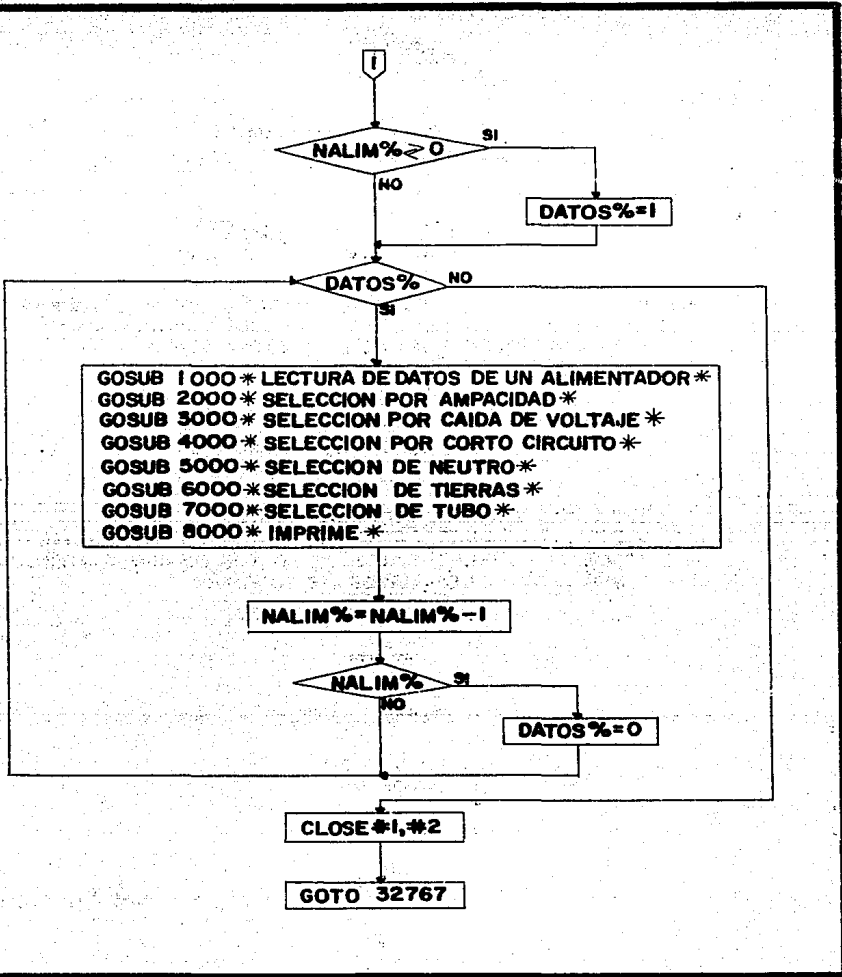 1
NALIM%≥0
SI
NO
DATOS%=1
DATOS%
NO
SI
GOSUB 1000*LECTURA DE DATOS DE UN ALIMENTADOR*
GOSUB 2000*SELECCION POR AMPACIDAD*
GOSUB 3000*SELECCION POR CAIDA DE VOLTAJE*
GOSUB 4000*SELECCION POR CORTO CIRCUITO*
GOSUB 5000*SELECCION DE NEUTRO*
GOSUB 6000*SELECCION DE TIERRAS*
GOSUB 7000*SELECCION DE TUBO*
GOSUB 8000*IMPRIME*
NALIM%=NALIM%-1
NALIM%
SI
NO
DATOS%=0
CLOSE#1,#2
GOTO 32767